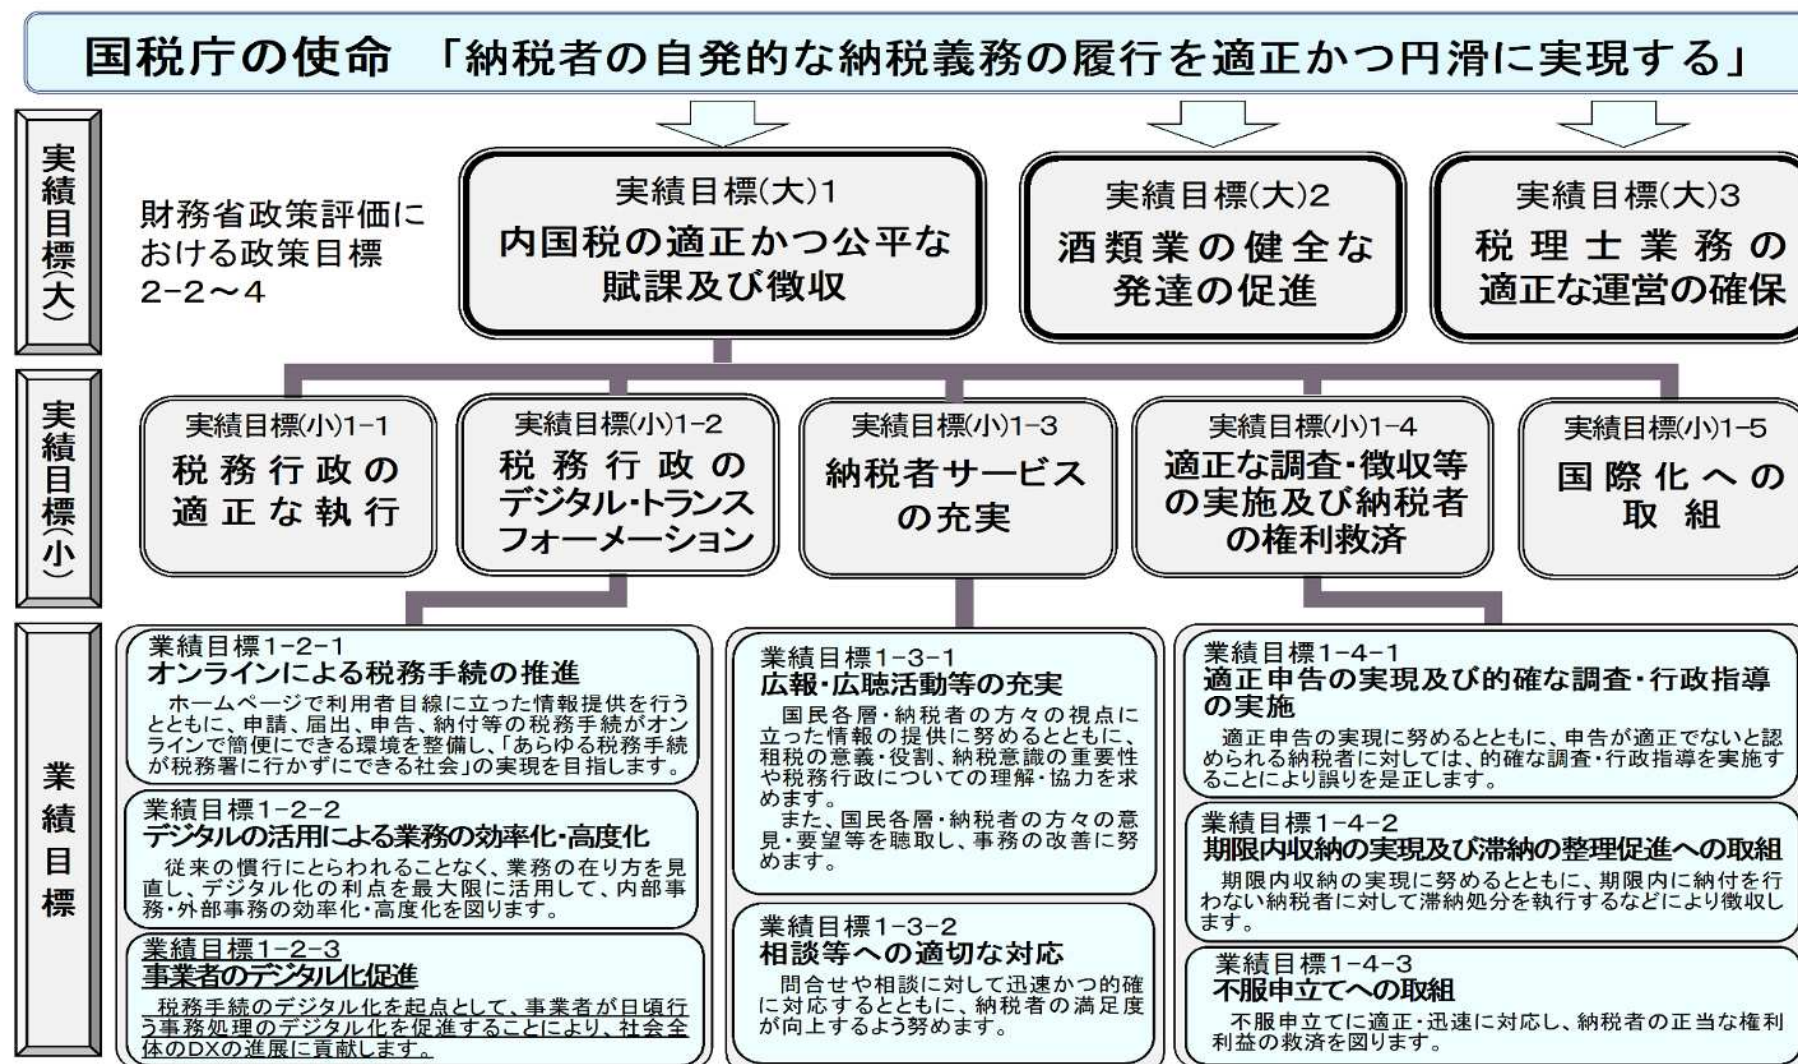 国税庁の使命 「納税者の自発的な納税義務の履行を適正かつ円滑に実現する」
実績目標(大)
財務省政策評価に
おける政策目標
2-2～4
実績目標(大)1
内国税の適正かつ公平な
賦課及び徴収
実績目標(大)2
酒類業の健全な
発達の促進
実績目標(大)3
税理士業務の
適正な運営の確保
実績目標(小)
実績目標(小)1-1
税務行政の
適正な執行
実績目標(小)1-2
税務行政の
デジタル・トランス
フォーメーション
実績目標(小)1-3
納税者サービス
の充実
実績目標(小)1-4
適正な調査・徴収等
の実施及び納税者
の権利救済
実績目標(小)1-5
国際化への
取組
業績目標
業績目標1-2-1
オンラインによる税務手続の推進
ホームページで利用者目線に立った情報提供を行う
とともに、申請、届出、申告、納付等の税務手続がオン
ラインで簡便にできる環境を整備し、「あらゆる税務手続
が税務署に行かずにできる社会」の実現を目指します。
業績目標1-2-2
デジタルの活用による業務の効率化・高度化
従来の慣行にとらわれることなく、業務の在り方を見
直し、デジタル化の利点を最大限に活用して、内部事
務・外部事務の効率化・高度化を図ります。
業績目標1-2-3
事業者のデジタル化促進
税務手続のデジタル化を起点として、事業者が日頃行
う事務処理のデジタル化を促進することにより、社会全
体のDXの進展に貢献します。
業績目標1-3-1
広報・広聴活動等の充実
国民各層・納税者の方々の視点に
立った情報の提供に努めるとともに、
租税の意義・役割、納税意識の重要性
や税務行政についての理解・協力を求
めます。
また、国民各層・納税者の方々の意
見・要望等を聴取し、事務の改善に努
めます。
業績目標1-3-2
相談等への適切な対応
問合せや相談に対して迅速かつ的確
に対応するとともに、納税者の満足度
が向上するよう努めます。
業績目標1-4-1
適正申告の実現及び的確な調査・行政指導
の実施
適正申告の実現に努めるとともに、申告が適正でないと認
められる納税者に対しては、的確な調査・行政指導を実施す
ることにより誤りを是正します。
業績目標1-4-2
期限内収納の実現及び滞納の整理促進への取組
期限内収納の実現に努めるとともに、期限内に納付を行
わない納税者に対して滞納処分を執行するなどにより徴収し
ます。
業績目標1-4-3
不服申立てへの取組
不服申立てに適正・迅速に対応し、納税者の正当な権利
利益の救済を図ります。